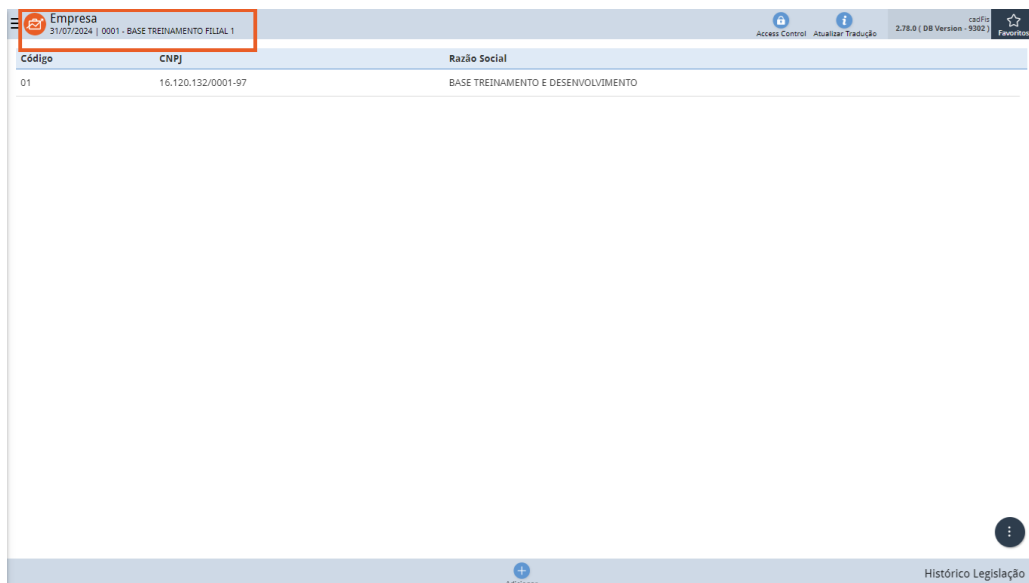 Empresa
31/07/2024 | 0001 - BASE TREINAMENTO FILIAL 1
Access Control
Atualizar Tradução
cadFis
2.78.0 ( DB Version - 9302 )
Favoritos
Código CNPJ Razão Social
01 16.120.132/0001-97 BASE TREINAMENTO E DESENVOLVIMENTO
Histórico Legislação